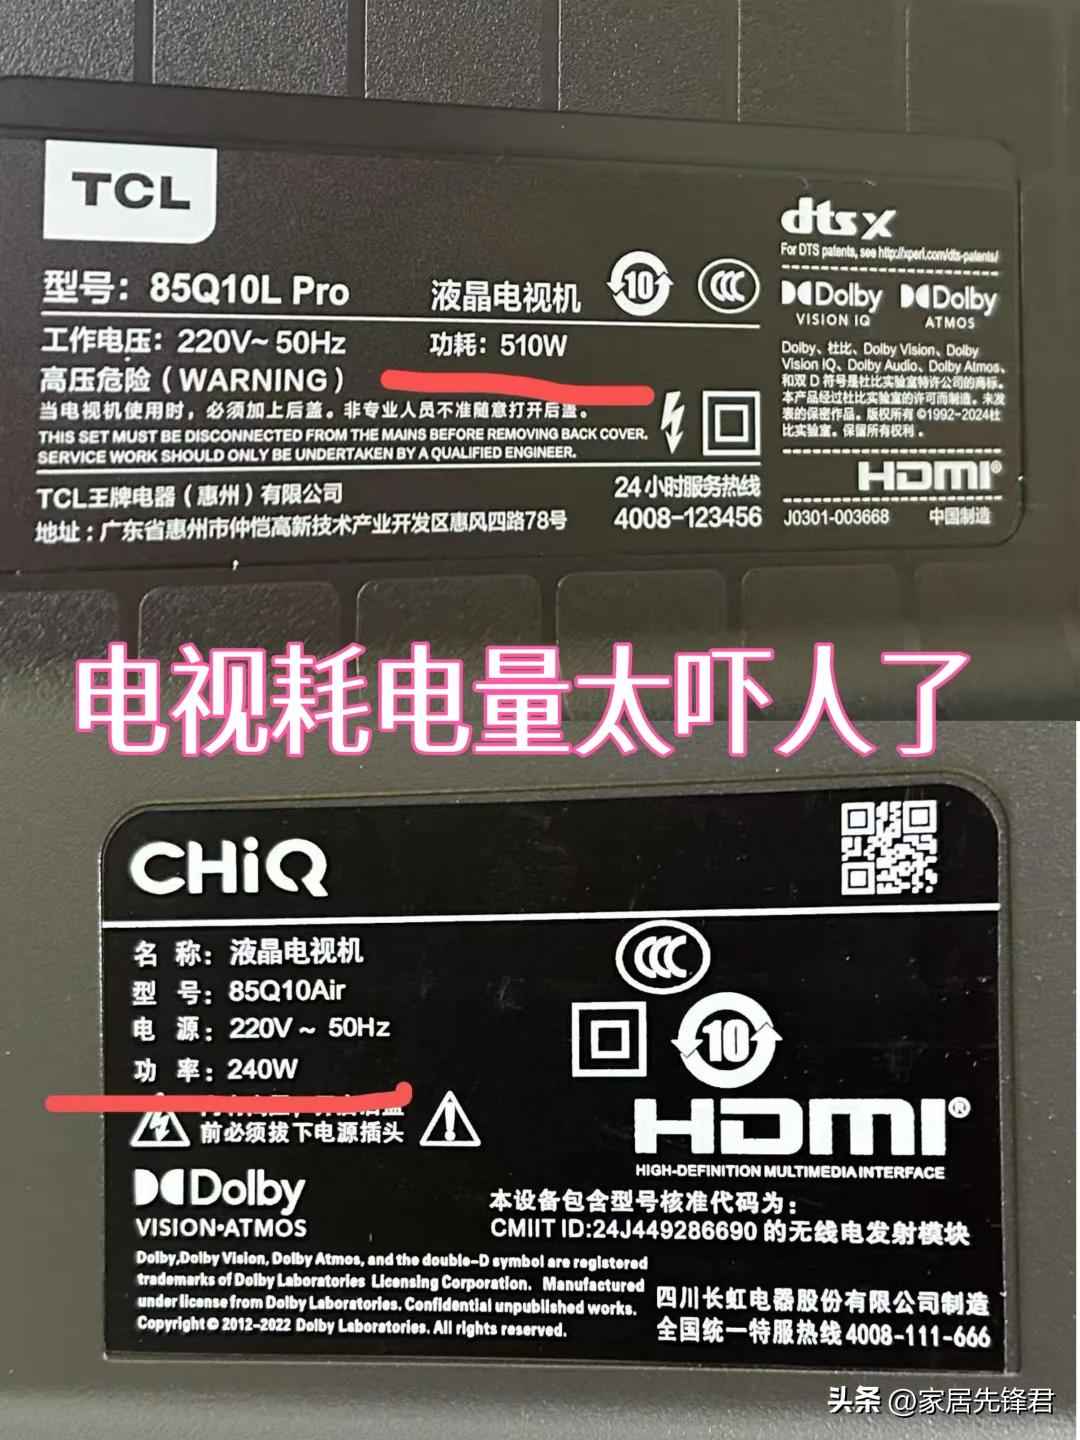 TCL
型号：85Q10L Pro
液晶电视机
10
CCC
工作电压：220V~ 50Hz
功耗：510W
高压危险（WARNING）
当电视机使用时，必须加上后盖。非专业人员不准随意打开后盖。
THIS SET MUST BE DISCONNECTED FROM THE MAINS BEFORE REMOVING BACK COVER.
SERVICE WORK SHOULD ONLY BE UNDERTAKEN BY A QUALIFIED ENGINEER.
TCL王牌电器（惠州）有限公司
地址：广东省惠州市仲恺高新技术产业开发区惠风四路78号
24小时服务热线
4008-123456
dts X
For DTS patents, see http://xperi.com/dts-patents/
Dolby
VISION IQ
Dolby
ATMOS
Dolby、杜比、Dolby Vision、Dolby
Vision IQ、Dolby Audio、Dolby Atmos、
和双 D 符号是杜比实验室特许公司的商标。
本产品经过杜比实验室的许可而制造。未发
表的保密作品。版权所有 ©1992-2024杜
比实验室。保留所有权利。
HDMI®
J0301-003668 中国制造
电视耗电量太吓人了
CHiQ
名 称：液晶电视机
型 号：85Q10Air
电 源：220V ~ 50Hz
功 率：240W
前必须拔下电源插头
CCC
10
HDMI®
HIGH-DEFINITION MULTIMEDIA INTERFACE
Dolby
VISION•ATMOS
本设备包含型号核准代码为：
CMIIT ID:24J449286690 的无线电发射模块
Dolby,Dolby Vision, Dolby Atmos, and the double-D symbol are registered
trademarks of Dolby Laboratories Licensing Corporation. Manufactured
under license from Dolby Laboratories. Confidential unpublished works.
Copyright © 2012-2022 Dolby Laboratories. All rights reserved.
四川长虹电器股份有限公司制造
全国统一特服热线4008-111-666
头条 @家居先锋君